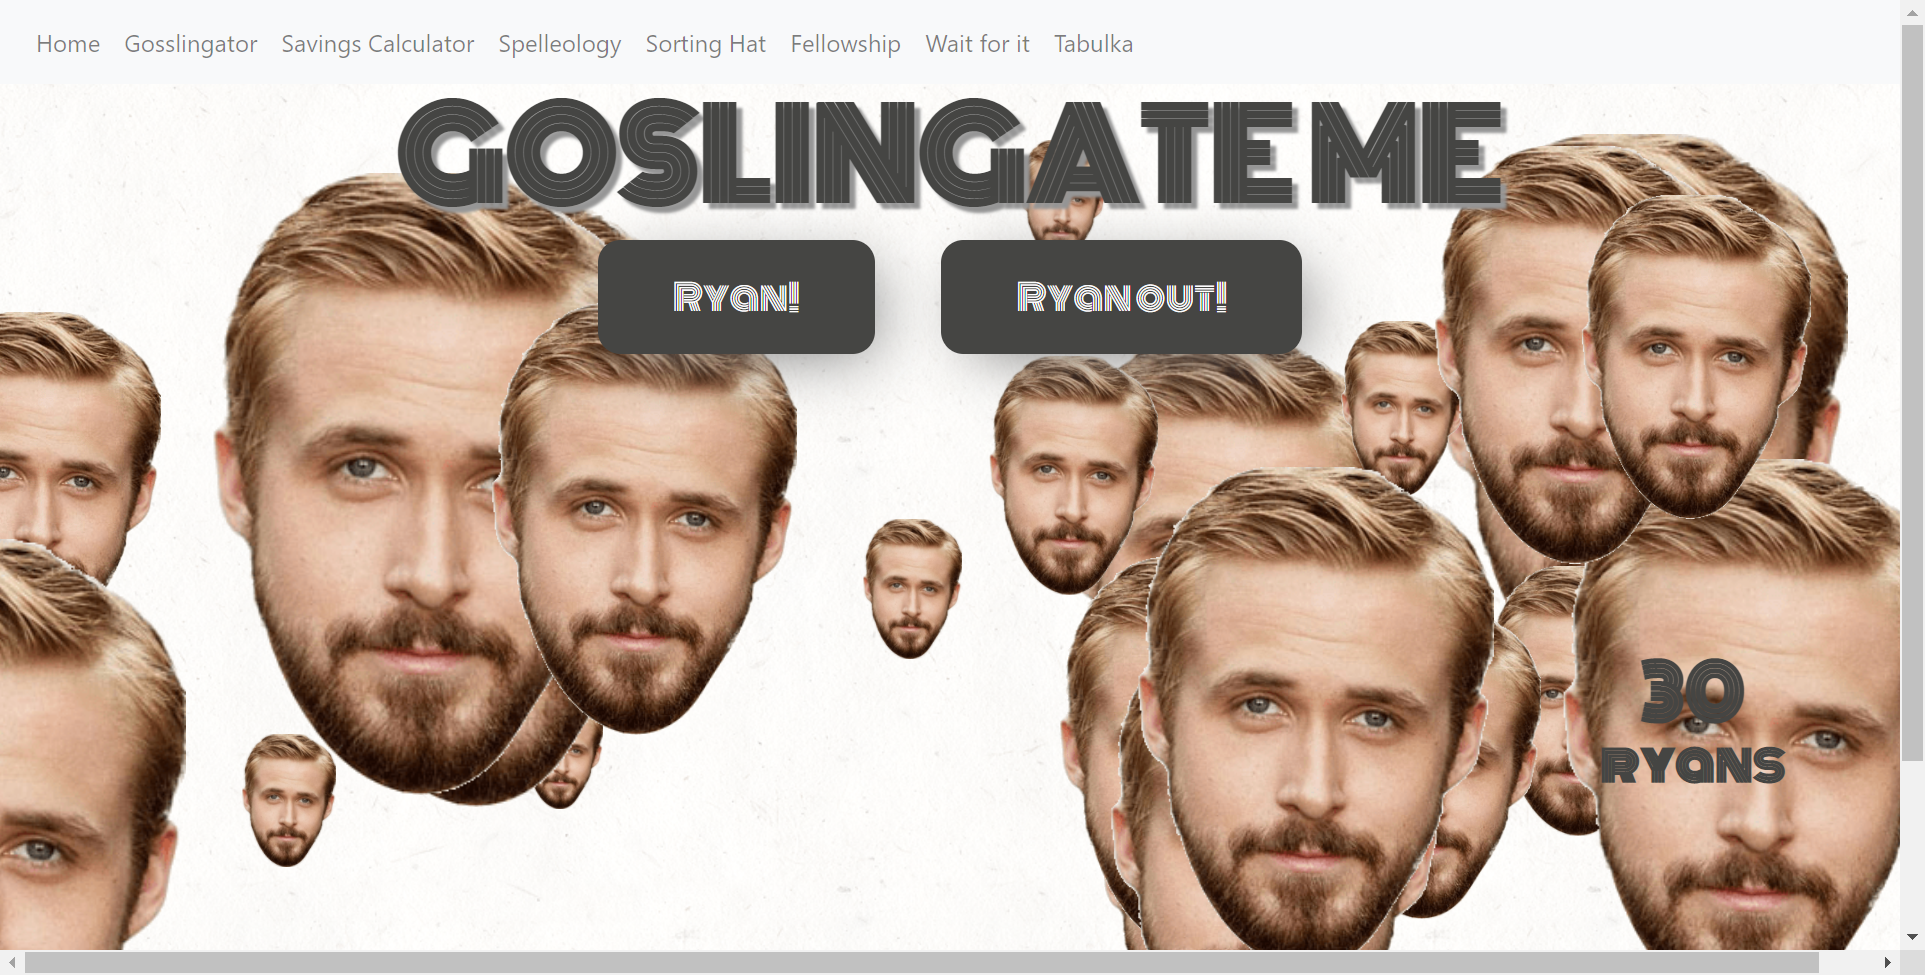 Home Gosslingator Savings Calculator Spelleology Sorting Hat Fellowship Wait for it Tabulka
GOSLINGATE ME
Ryan!
Ryan out!
30
RYANS